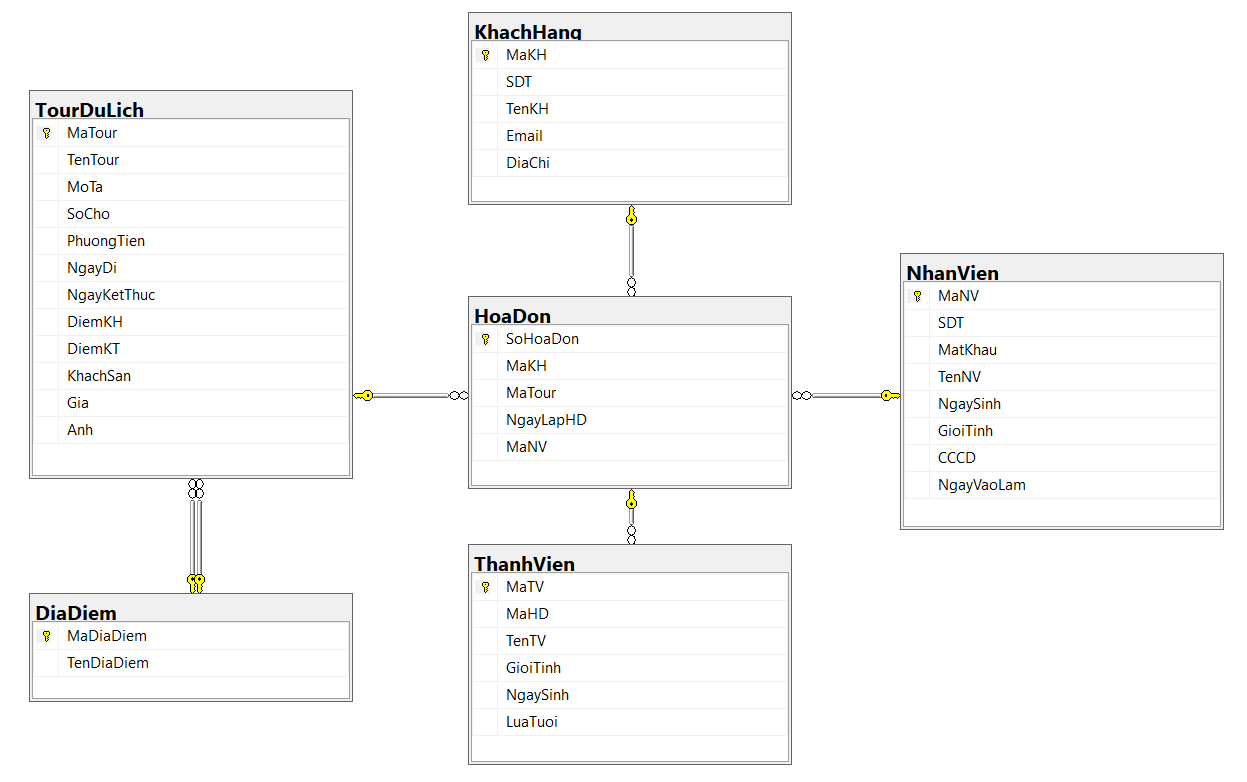 KhachHang
MaKH
SDT
TenKH
Email
DiaChi
TourDuLich
MaTour
TenTour
MoTa
SoCho
PhuongTien
NgayDi
NgayKetThuc
DiemKH
DiemKT
KhachSan
Gia
Anh
HoaDon
SoHoaDon
MaKH
MaTour
NgayLapHD
MaNV
NhanVien
MaNV
SDT
MatKhau
TenNV
NgaySinh
GioiTinh
CCCD
NgayVaoLam
ThanhVien
MaTV
MaHD
TenTV
GioiTinh
NgaySinh
LuaTuoi
DiaDiem
MaDiaDiem
TenDiaDiem